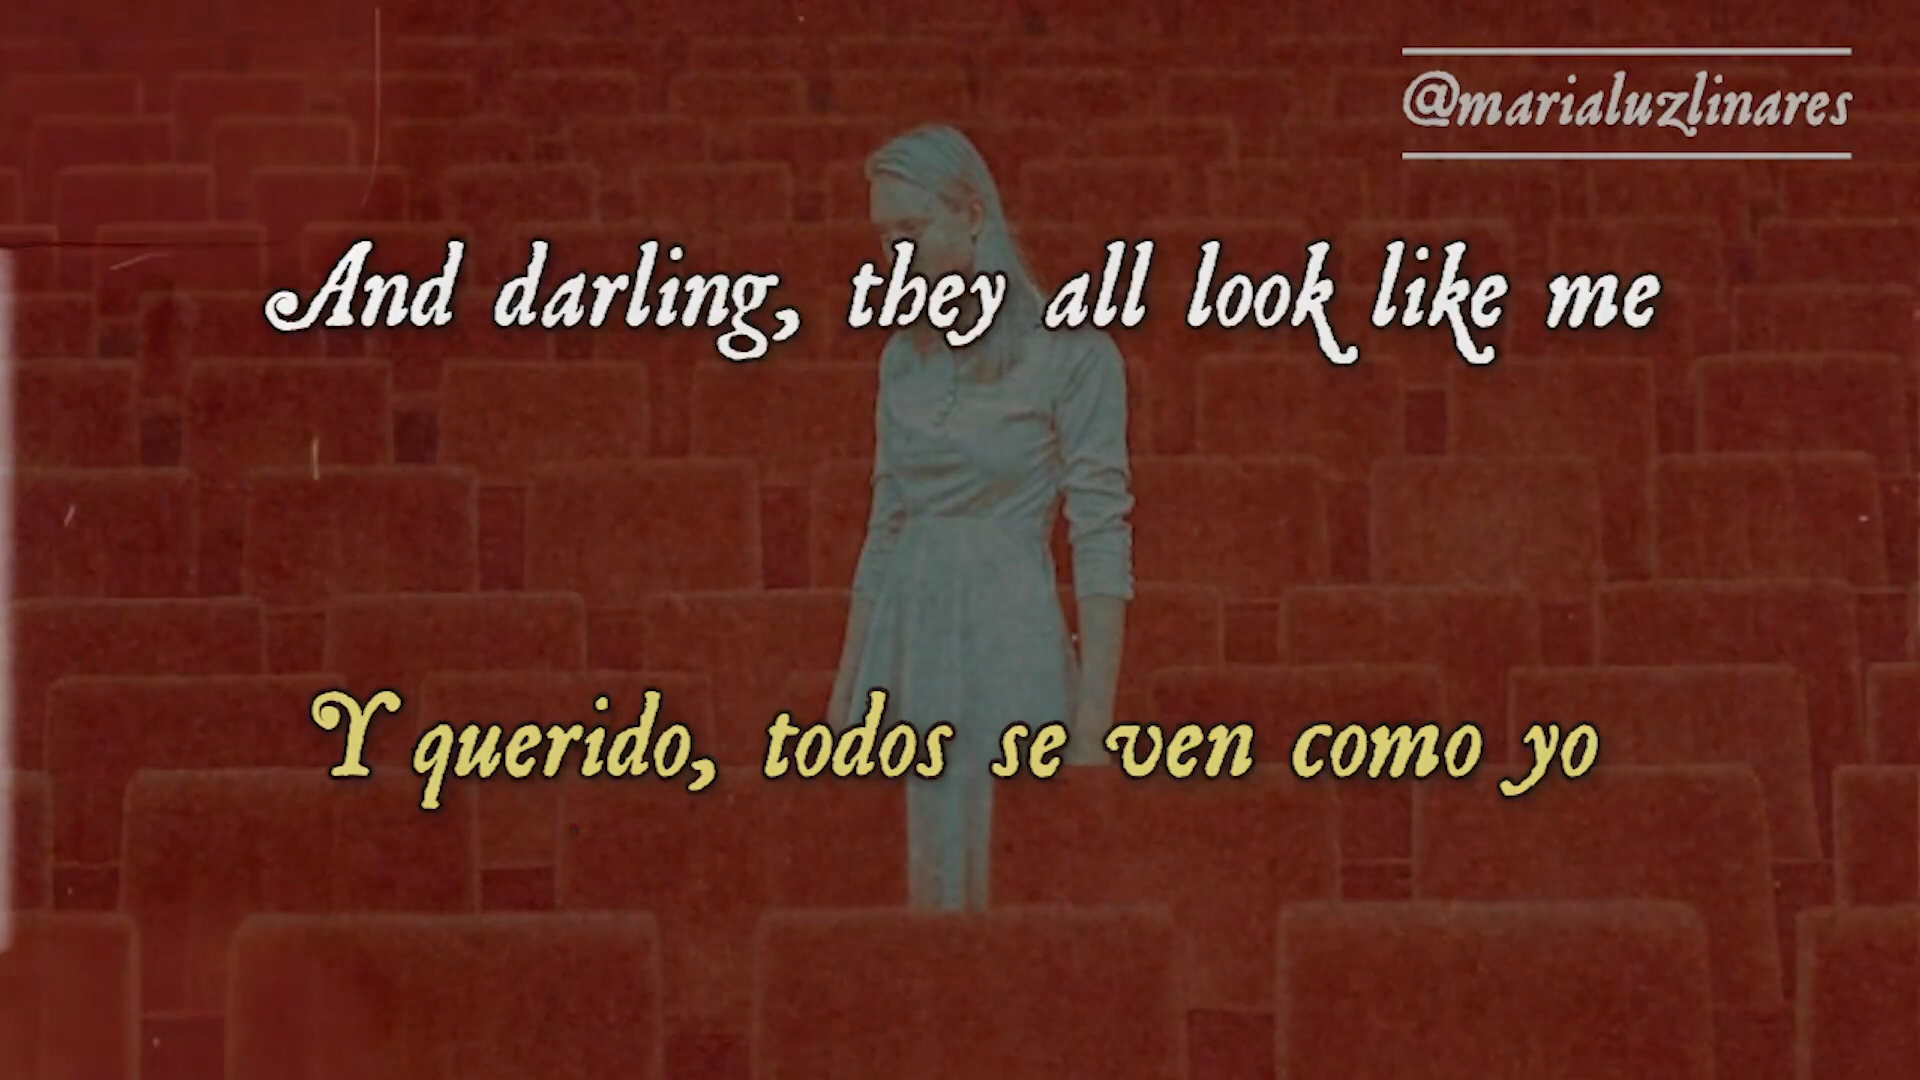 @marialuzlinares
And darling, they all look like me
Y querido, todos se ven como yo